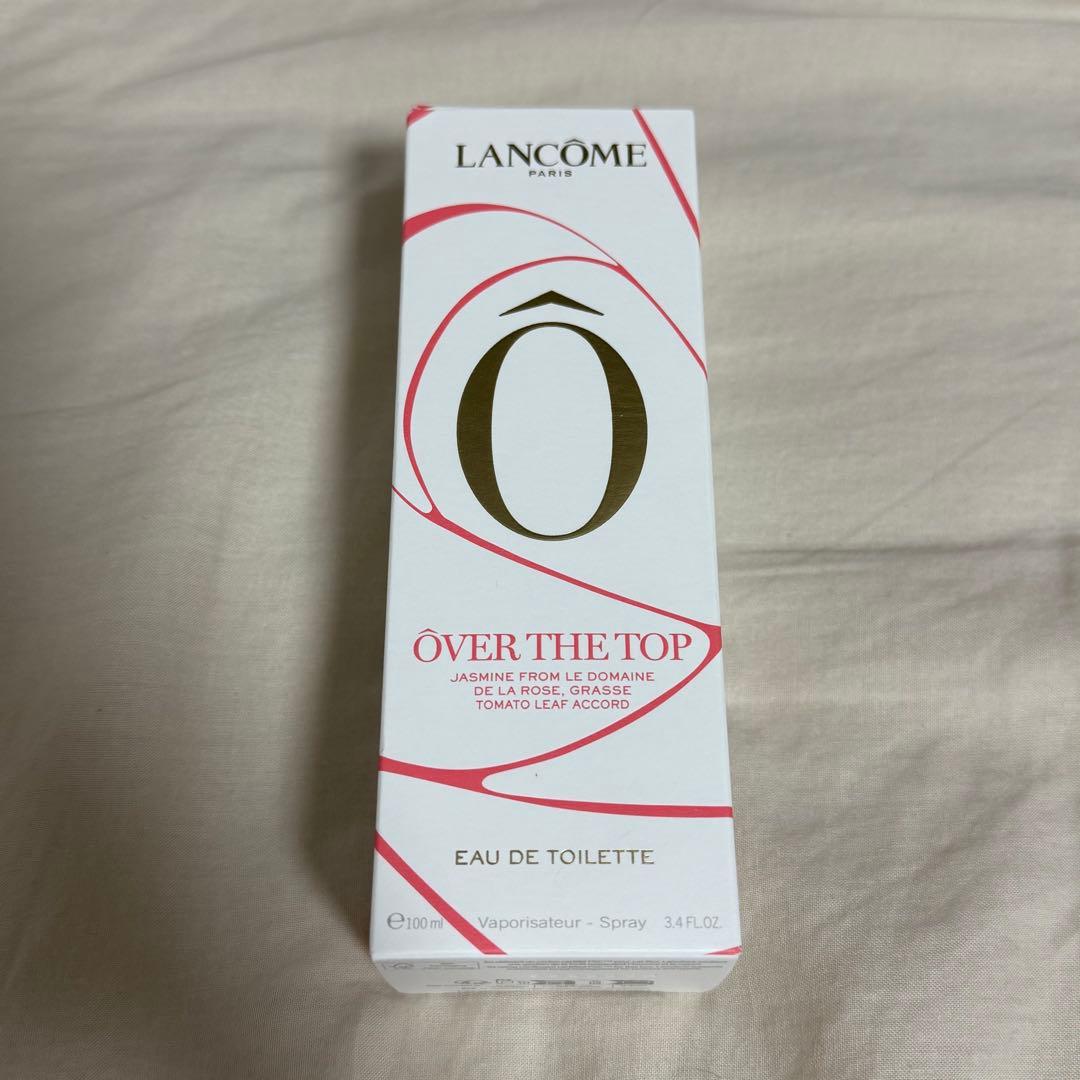 LANCÔME
PARIS
Ô
ÔVER THE TOP
JASMINE FROM LE DOMAINE
DE LA ROSE, GRASSE
TOMATO LEAF ACCORD
EAU DE TOILETTE
℮100 ml Vaporisateur - Spray 3.4 FL.OZ.